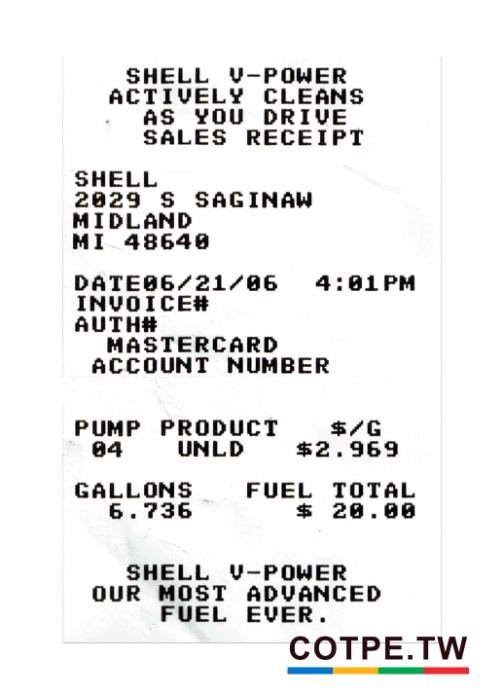 SHELL V-POWER
ACTIVELY CLEANS
AS YOU DRIVE
SALES RECEIPT
SHELL
2029 S SAGINAW
MIDLAND
MI 48640
DATE06/21/06 4:01PM
INVOICE#
AUTH#
MASTERCARD
ACCOUNT NUMBER
PUMP PRODUCT $/G
04 UNLD $2.969
GALLONS FUEL TOTAL
6.736 $ 20.00
SHELL V-POWER
OUR MOST ADVANCED
FUEL EVER.
COTPE.TW